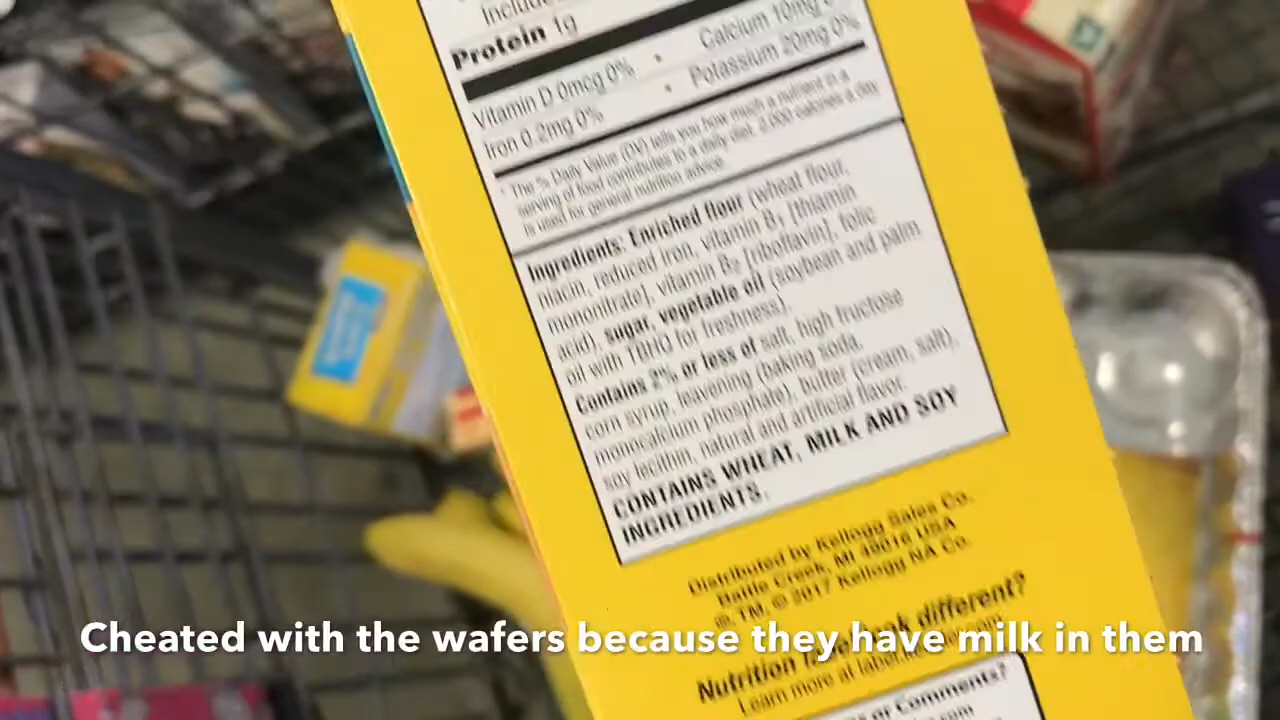 Includes
Protein 1g
Vitamin D 0mcg 0% • Calcium 10mg
Iron 0.2mg 0% • Potassium 20mg 0%
* The % Daily Value (DV) tells you how much a nutrient in a
serving of food contributes to a daily diet. 2,000 calories a day
is used for general nutrition advice.
Ingredients: Enriched flour (wheat flour,
niacin, reduced iron, vitamin B₁ [thiamin
mononitrate], vitamin B₂ [riboflavin], folic
acid), sugar, vegetable oil (soybean and palm
oil with TBHQ for freshness).
Contains 2% or less of salt, high fructose
corn syrup, leavening (baking soda,
monocalcium phosphate), butter (cream, salt),
soy lecithin, natural and artificial flavor.
CONTAINS WHEAT, MILK AND SOY
INGREDIENTS.
Distributed by Kellogg Sales Co.
Battle Creek, MI 49016 USA
®, TM, © 2017 Kellogg NA Co.
Nutrition look different?
Learn more at
or Comments?
Cheated with the wafers because they have milk in them